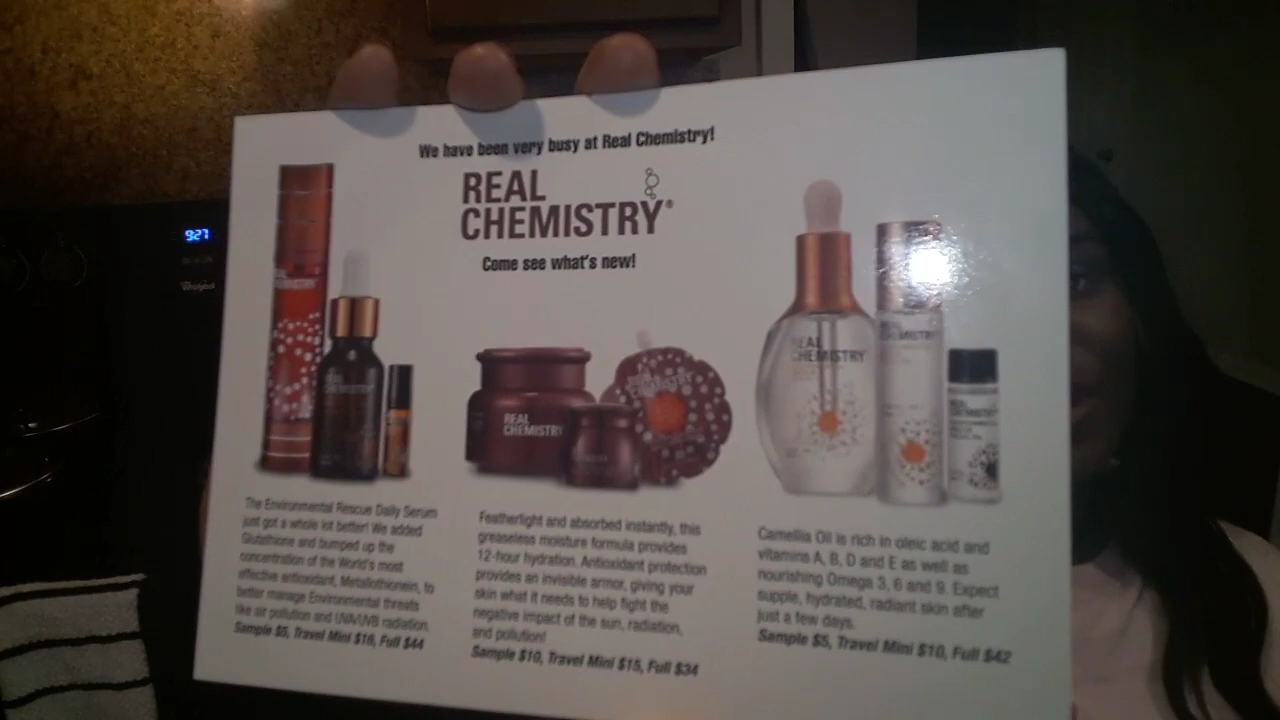 We have been very busy at Real Chemistry!
REAL
CHEMISTRY®
Come see what's new!
9:27
Whirlpool
CHEMISTRY
REAL
CHEMISTRY
REAL
CHEMISTRY
CHEMISTRY
REAL
CHEMISTRY
The Environmental Rescue Daily Serum
just got a whole lot better! We added
Glutathione and bumped up the
concentration of the World's most
effective antioxidant, Metallothionein, to
better manage Environmental threats
like air pollution and UVA/UVB radiation.
Sample $5, Travel Mini $16, Full $44
Featherlight and absorbed instantly, this
greaseless moisture formula provides
12-hour hydration. Antioxidant protection
provides an invisible armor, giving your
skin what it needs to help fight the
negative impact of the sun, radiation,
and pollution!
Sample $10, Travel Mini $15, Full $34
Camellia Oil is rich in oleic acid and
vitamins A, B, D and E as well as
nourishing Omega 3, 6 and 9. Expect
supple, hydrated, radiant skin after
just a few days.
Sample $5, Travel Mini $10, Full $42